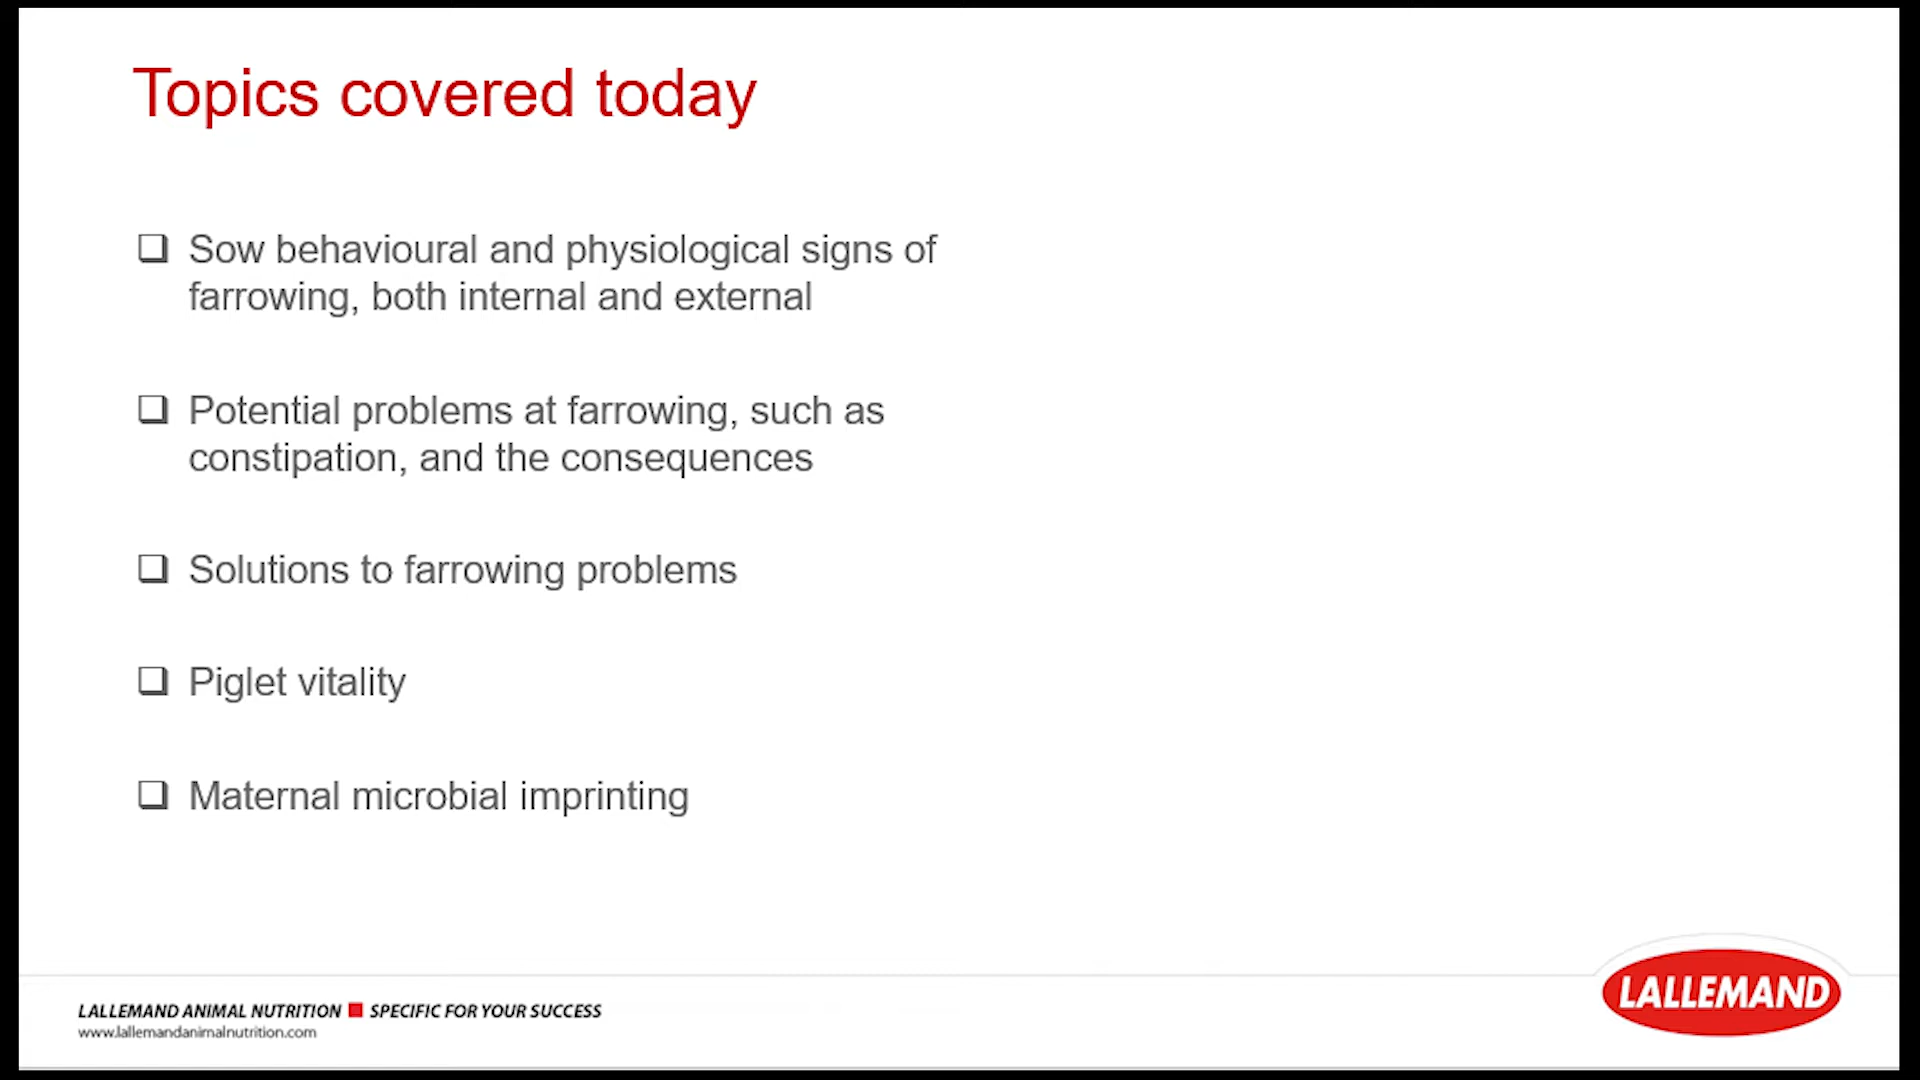 Topics covered today
Sow behavioural and physiological signs of
farrowing, both internal and external
Potential problems at farrowing, such as
constipation, and the consequences
Solutions to farrowing problems
Piglet vitality
Maternal microbial imprinting
LALLEMAND ANIMAL NUTRITION ■ SPECIFIC FOR YOUR SUCCESS
www.lallemandanimalnutrition.com
LALLEMAND